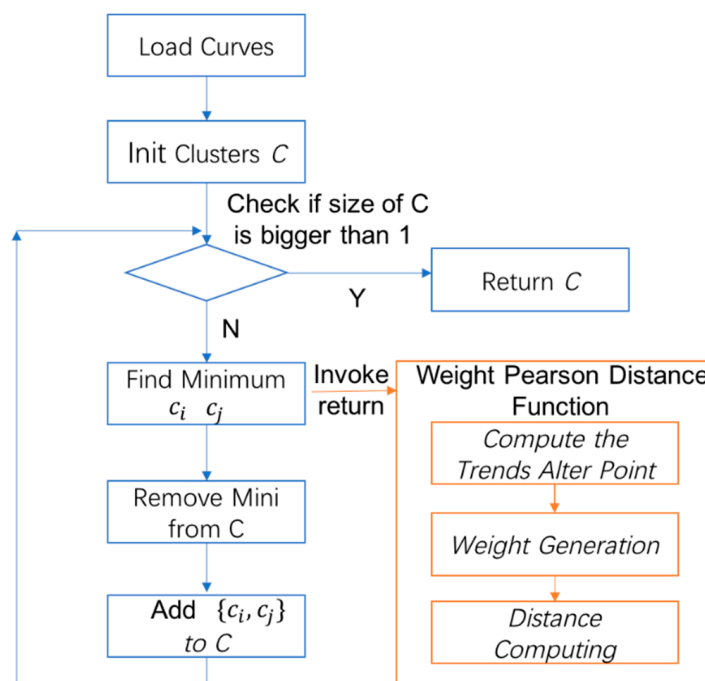 Load Curves
Init Clusters C
Check if size of C
is bigger than 1
Y
Return C
N
Find Minimum
c_i c_j
Invoke
return
Weight Pearson Distance
Function
Compute the
Trends Alter Point
Remove Mini
from C
Weight Generation
Add {c_i, c_j}
to C
Distance
Computing